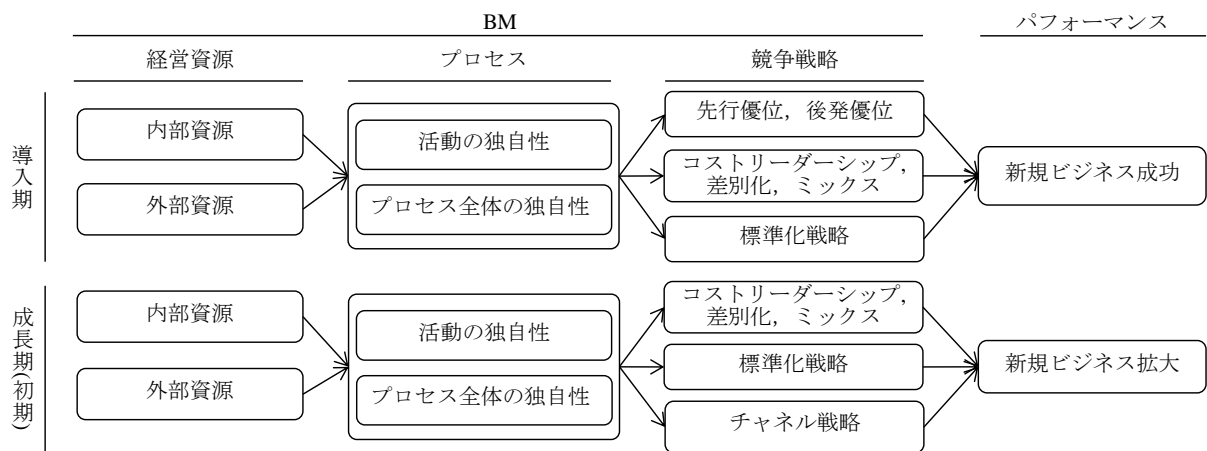 BM
パフォーマンス
経営資源
プロセス
競争戦略
導入期
内部資源
外部資源
活動の独自性
プロセス全体の独自性
先行優位，後発優位
コストリーダーシップ，
差別化，ミックス
標準化戦略
新規ビジネス成功
成長期(初期)
内部資源
外部資源
活動の独自性
プロセス全体の独自性
コストリーダーシップ，
差別化，ミックス
標準化戦略
チャネル戦略
新規ビジネス拡大